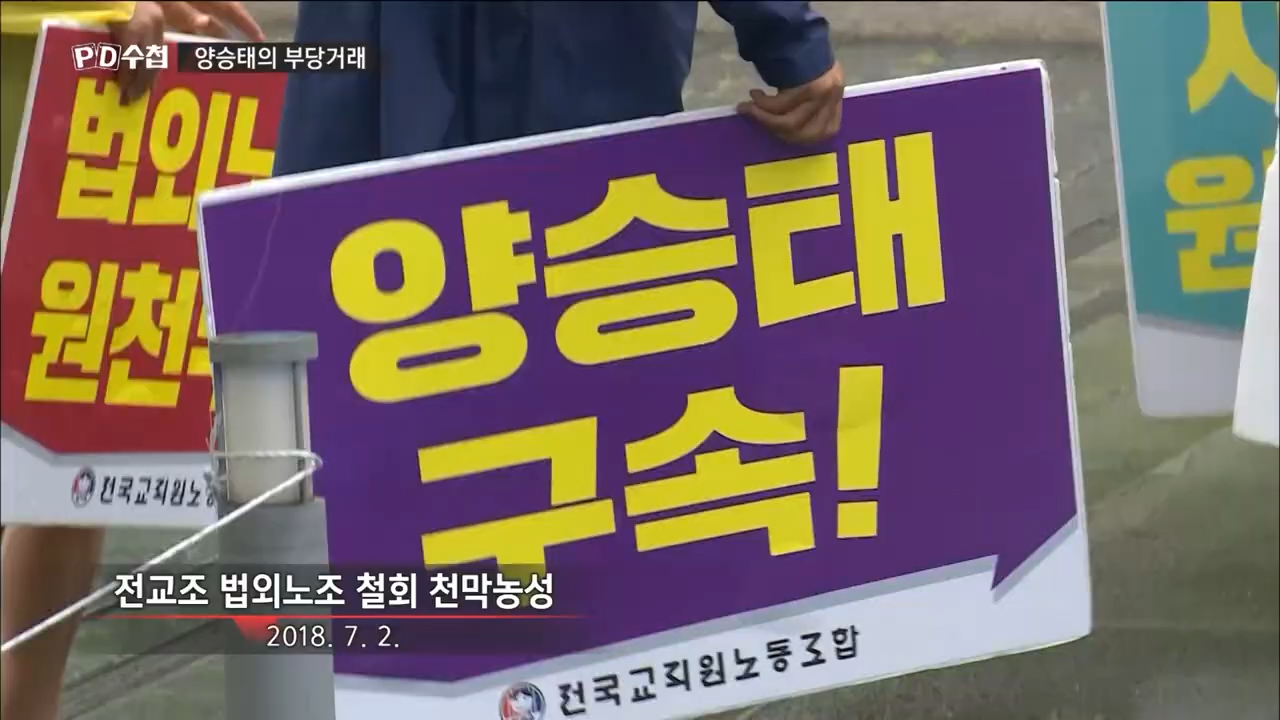 PD수첩 양승태의 부당거래
법외노
원천
전국교직원노동
양승태
구속!
전국교직원노동조합
원
전교조 법외노조 철회 천막농성
2018. 7. 2.